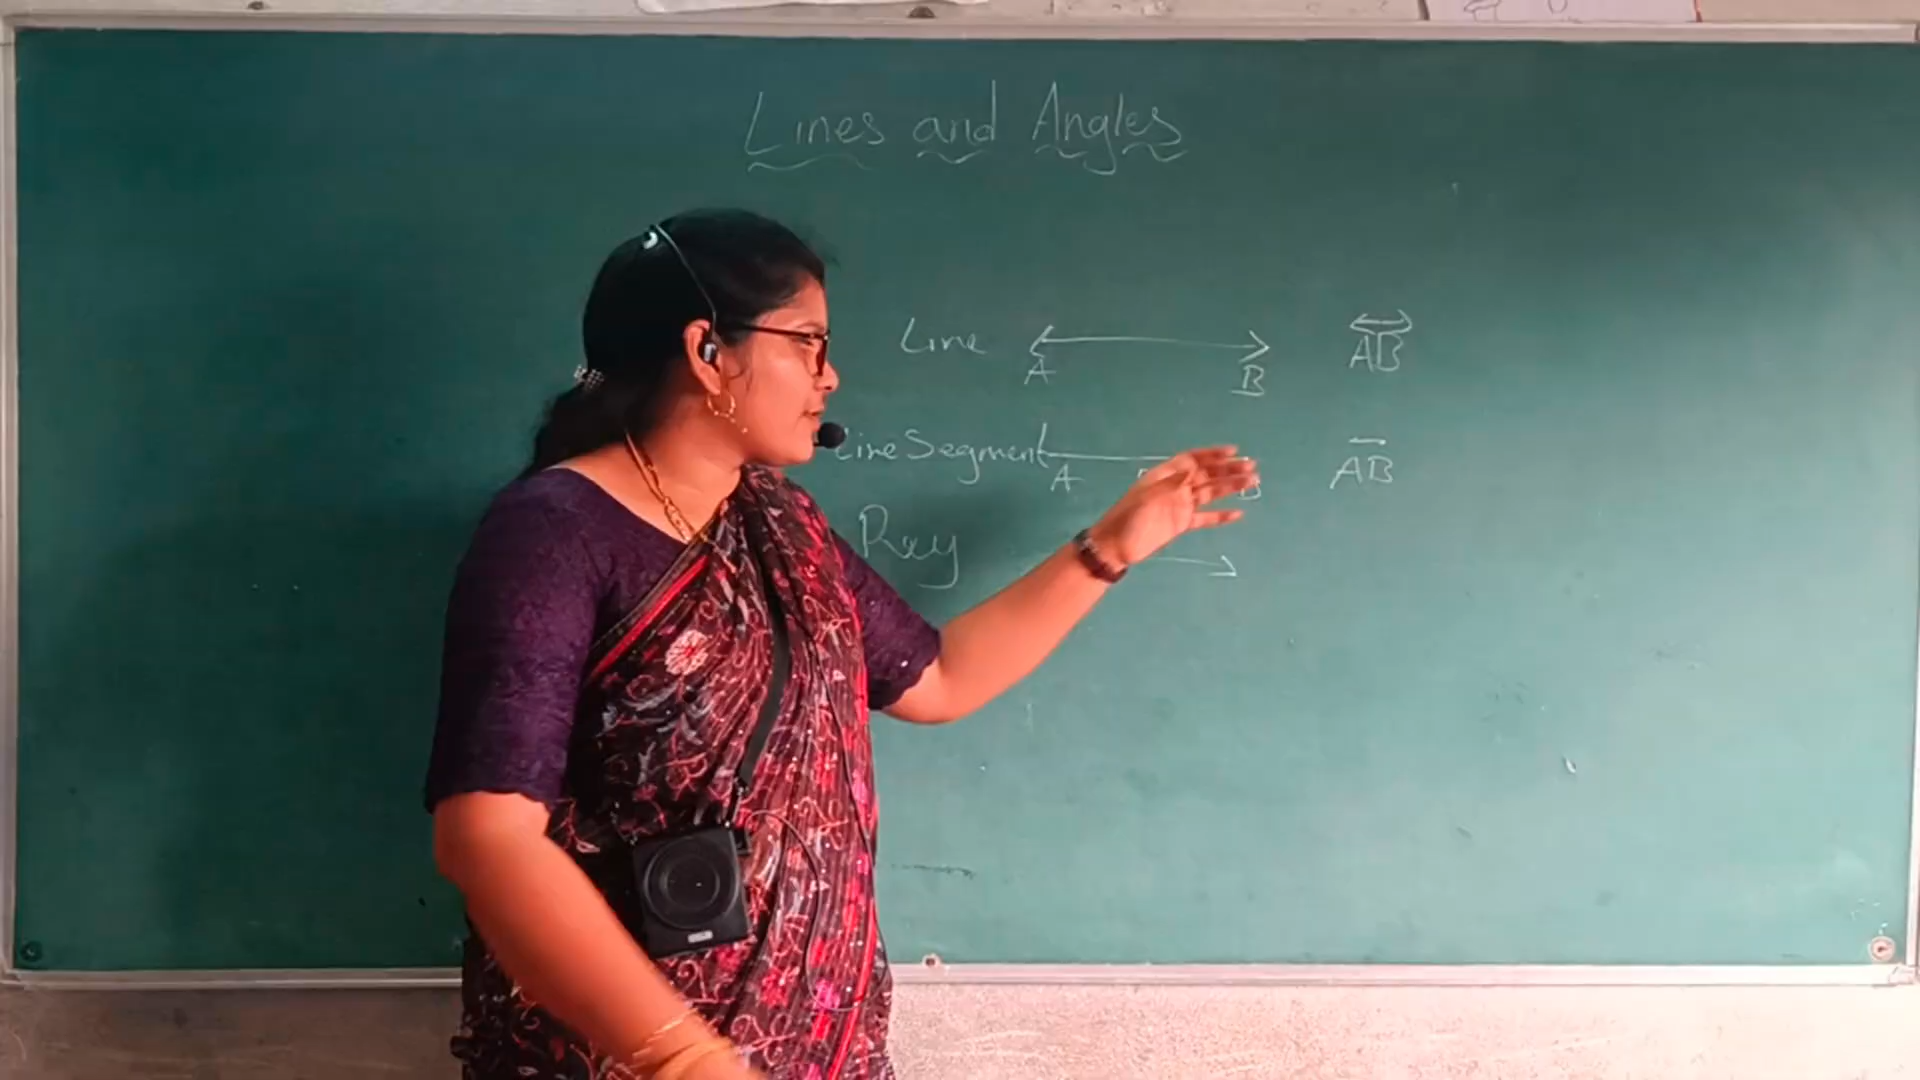 Lines and Angles
Line A B AB
Line Segment A B AB
Ray